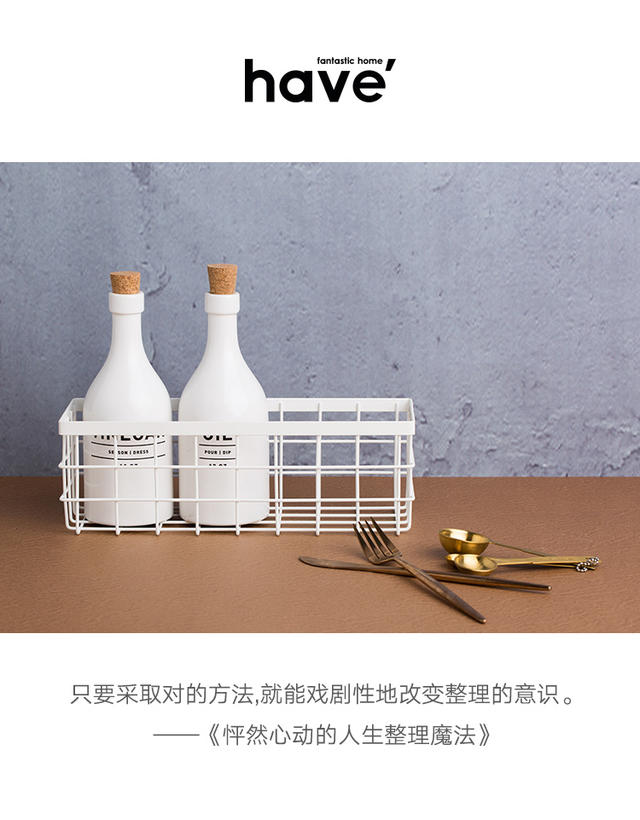 fantastic home
have’
VINEGAR
OIL
SEASON | DRESS
POUR | DIP
只要采取对的方法,就能戏剧性地改变整理的意识。
——《怦然心动的人生整理魔法》